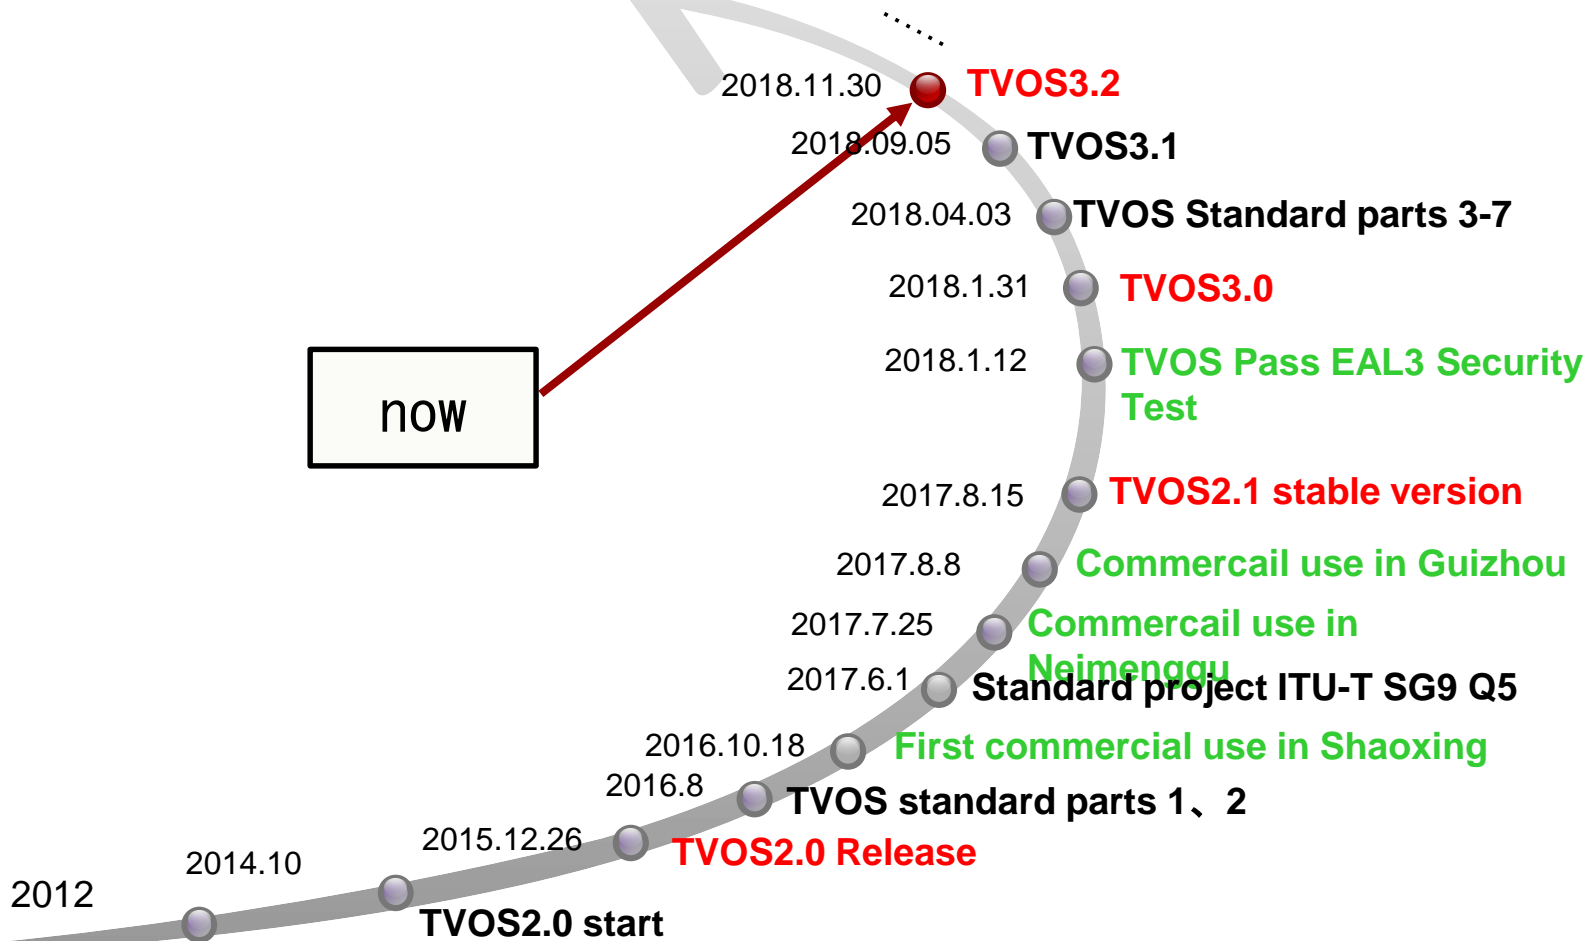 2018.11.30 TVOS3.2
2018.09.05 TVOS3.1
2018.04.03 TVOS Standard parts 3-7
2018.1.31 TVOS3.0
2018.1.12 TVOS Pass EAL3 Security
Test
now
2017.8.15 TVOS2.1 stable version
2017.8.8 Commercail use in Guizhou
2017.7.25 Commercail use in
Neimenggu
2017.6.1 Standard project ITU-T SG9 Q5
2016.10.18 First commercial use in Shaoxing
2016.8 TVOS standard parts 1、2
2015.12.26 TVOS2.0 Release
2014.10 TVOS2.0 start
2012